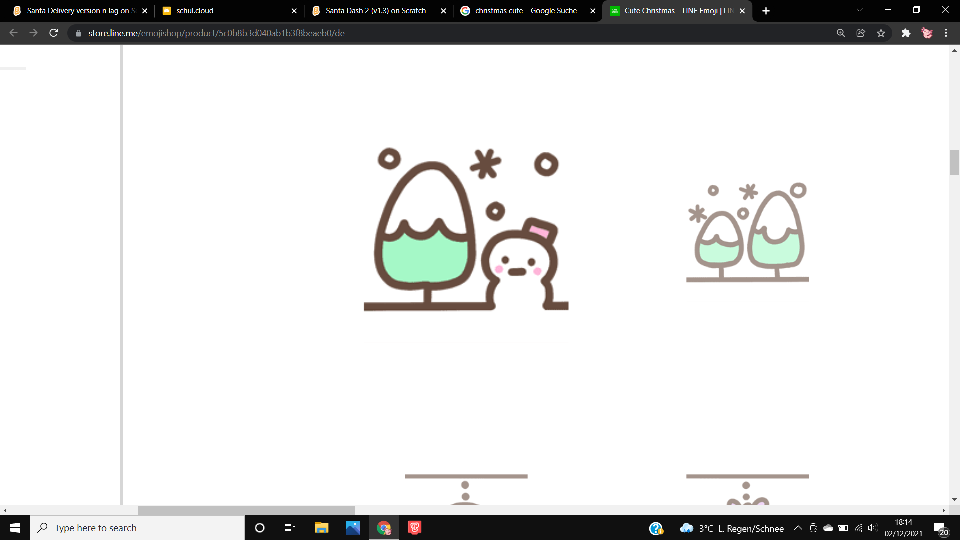 Santa Delivery version n lag on S
schul.cloud
Santa Dash 2 (v1.3) on Scratch
christmas cute - Google Suche
Cute Christmas – LINE Emoji | LIN
store.line.me/emojishop/product/5c0b8b3d040ab1b3f8beaeb0/de
Type here to search
3°C L. Regen/Schnee
18:14
02/12/2021
20